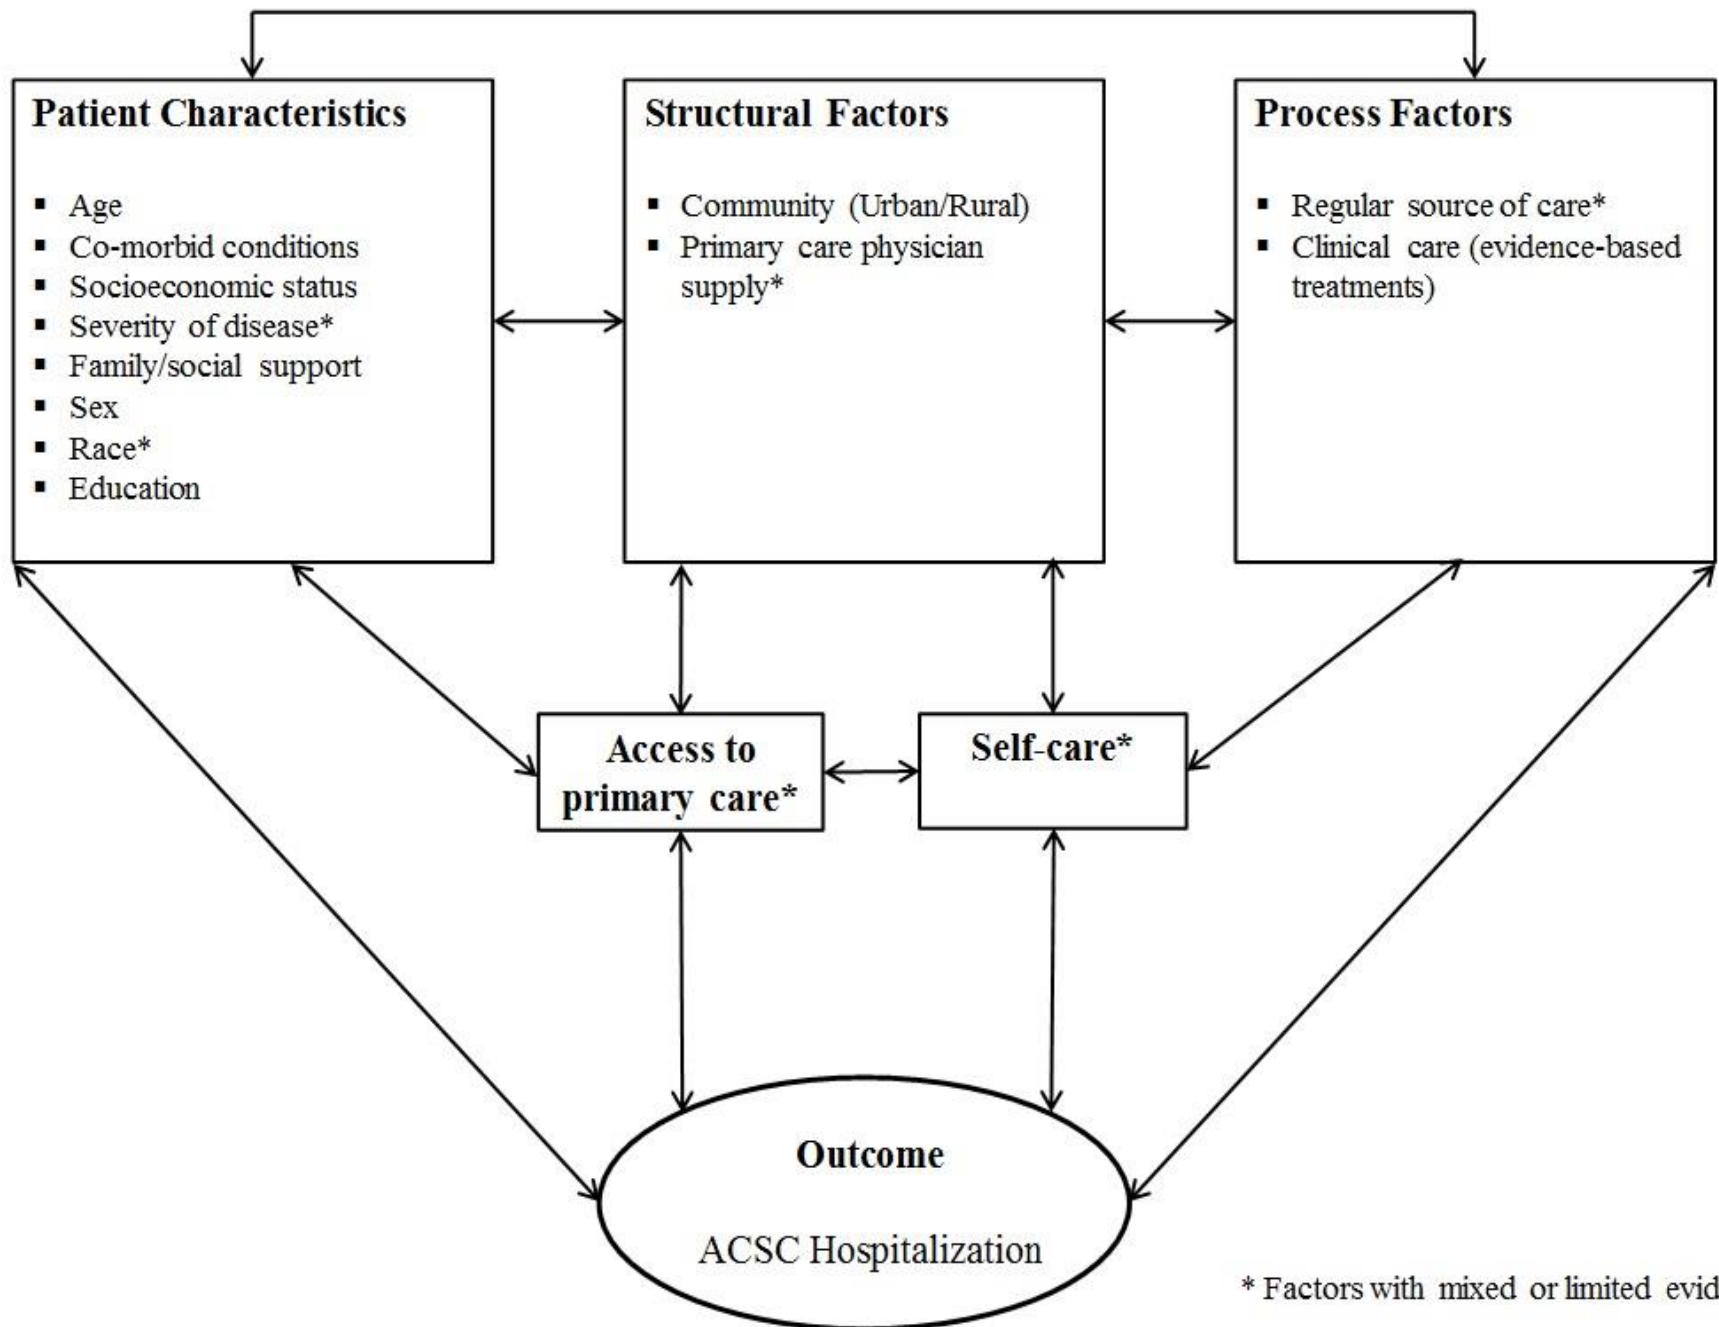 Patient Characteristics
▪ Age
▪ Co-morbid conditions
▪ Socioeconomic status
▪ Severity of disease*
▪ Family/social support
▪ Sex
▪ Race*
▪ Education
Structural Factors
▪ Community (Urban/Rural)
▪ Primary care physician
supply*
Process Factors
▪ Regular source of care*
▪ Clinical care (evidence-based
treatments)
Access to
primary care*
Self-care*
Outcome
ACSC Hospitalization
* Factors with mixed or limited evid